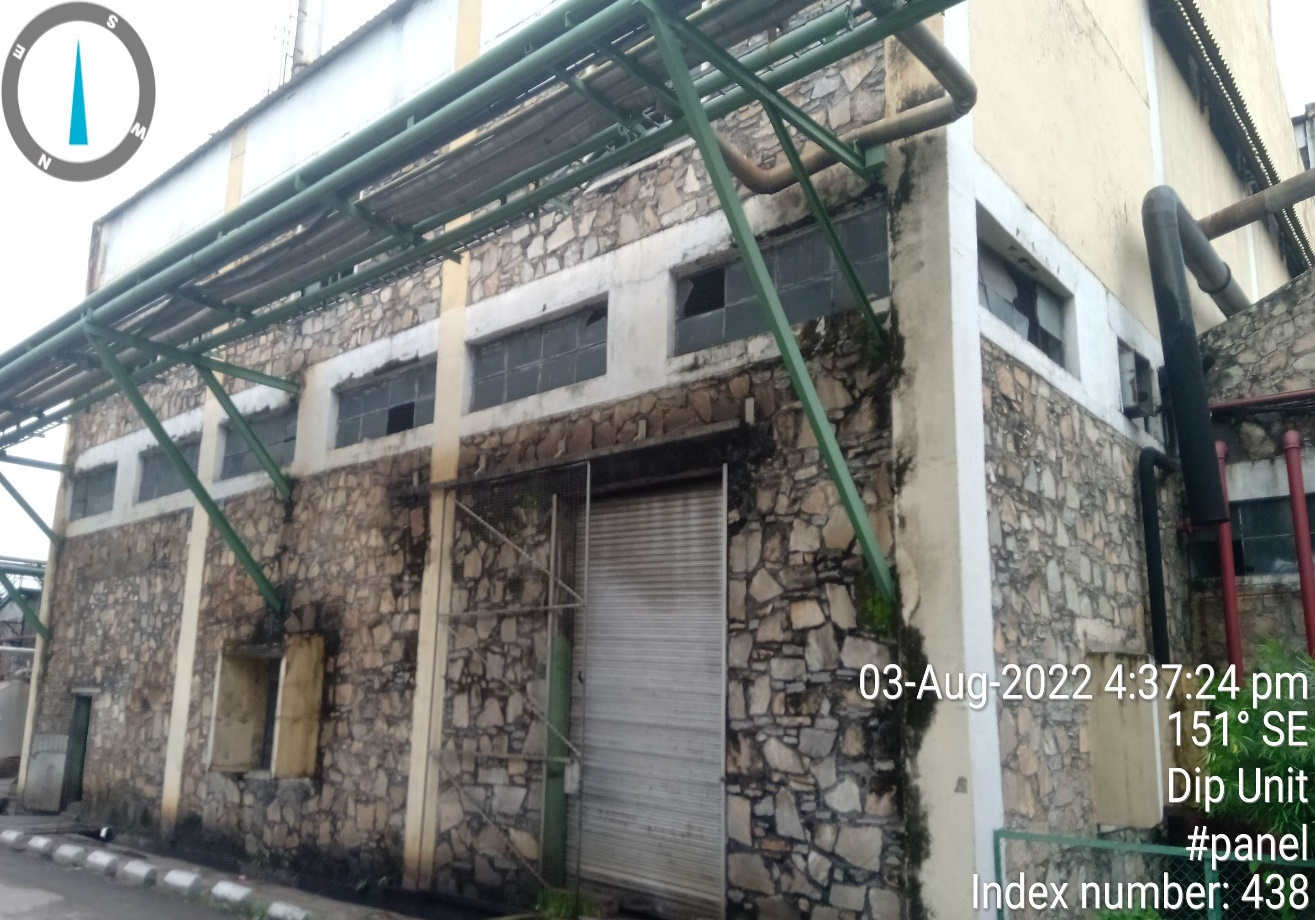 S
E
W
N
03-Aug-2022 4:37:24 pm
151° SE
Dip Unit
#panel
Index number: 438